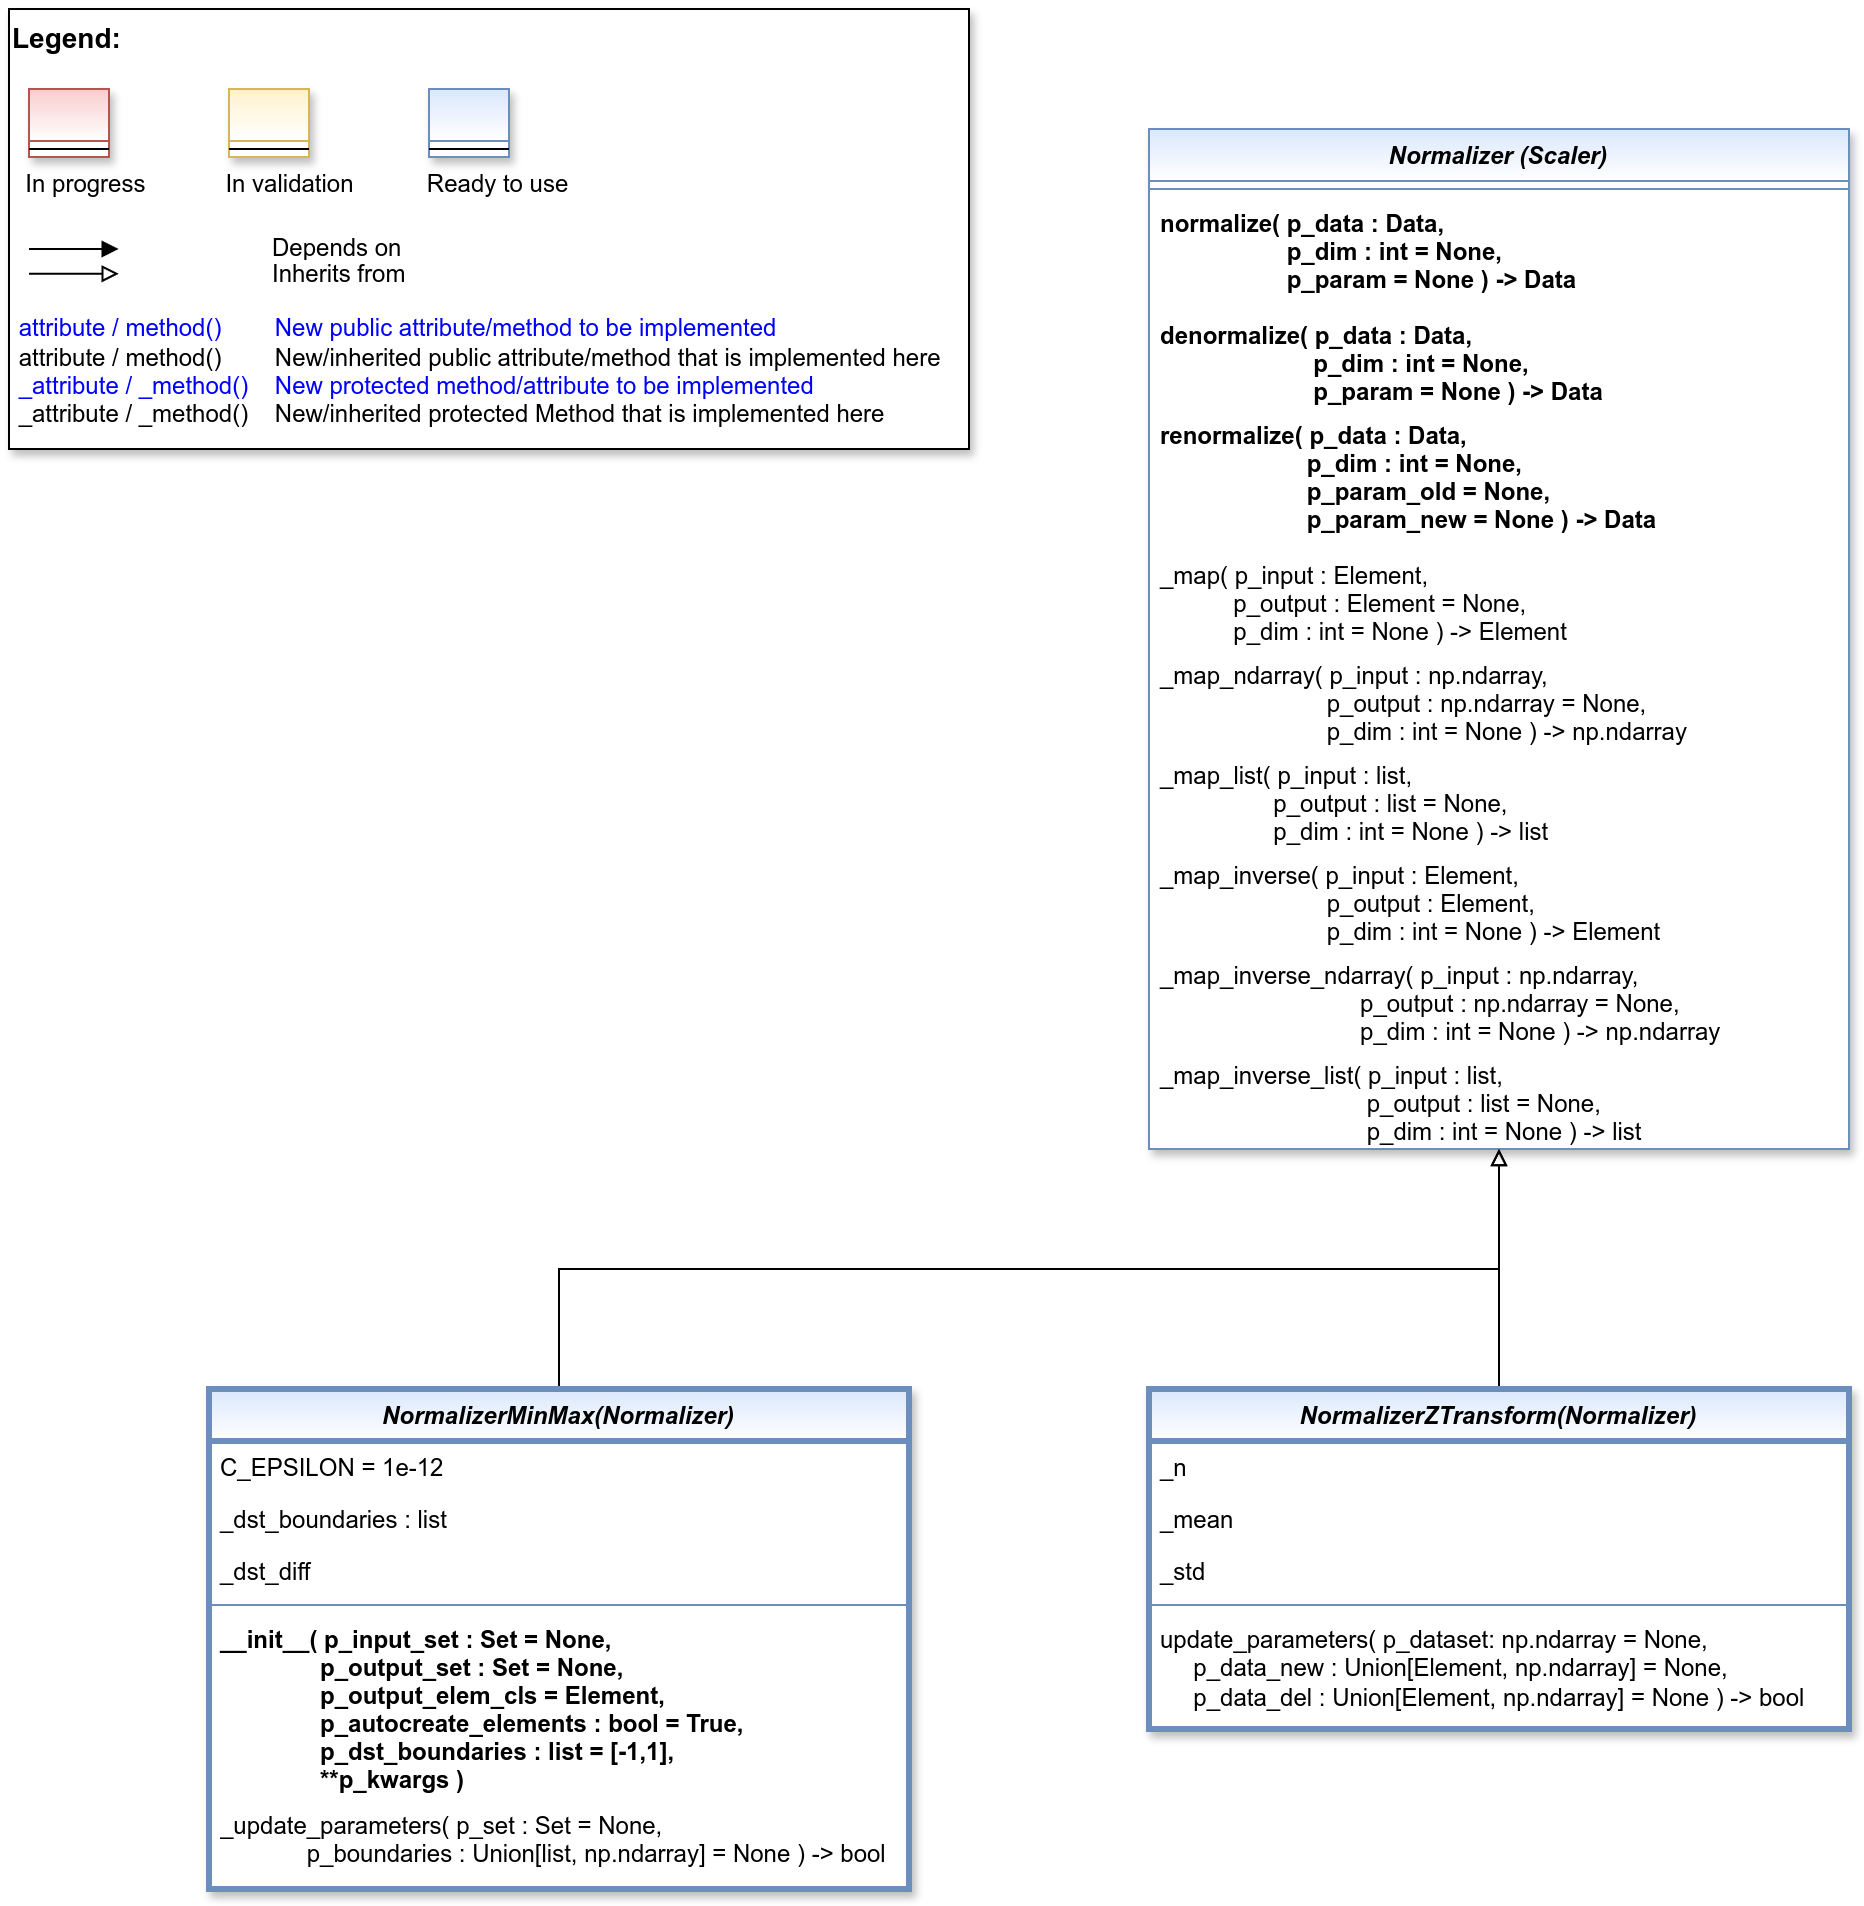 Legend:
In progress
In validation
Ready to use
Depends on
Inherits from
attribute / method() New public attribute/method to be implemented
attribute / method() New/inherited public attribute/method that is implemented here
_attribute / _method() New protected method/attribute to be implemented
_attribute / _method() New/inherited protected Method that is implemented here
Normalizer (Scaler)
normalize( p_data : Data,
p_dim : int = None,
p_param = None ) -> Data
denormalize( p_data : Data,
p_dim : int = None,
p_param = None ) -> Data
renormalize( p_data : Data,
p_dim : int = None,
p_param_old = None,
p_param_new = None ) -> Data
_map( p_input : Element,
p_output : Element = None,
p_dim : int = None ) -> Element
_map_ndarray( p_input : np.ndarray,
p_output : np.ndarray = None,
p_dim : int = None ) -> np.ndarray
_map_list( p_input : list,
p_output : list = None,
p_dim : int = None ) -> list
_map_inverse( p_input : Element,
p_output : Element,
p_dim : int = None ) -> Element
_map_inverse_ndarray( p_input : np.ndarray,
p_output : np.ndarray = None,
p_dim : int = None ) -> np.ndarray
_map_inverse_list( p_input : list,
p_output : list = None,
p_dim : int = None ) -> list
NormalizerMinMax(Normalizer)
C_EPSILON = 1e-12
_dst_boundaries : list
_dst_diff
__init__( p_input_set : Set = None,
p_output_set : Set = None,
p_output_elem_cls = Element,
p_autocreate_elements : bool = True,
p_dst_boundaries : list = [-1,1],
**p_kwargs )
_update_parameters( p_set : Set = None,
p_boundaries : Union[list, np.ndarray] = None ) -> bool
NormalizerZTransform(Normalizer)
_n
_mean
_std
update_parameters( p_dataset: np.ndarray = None,
p_data_new : Union[Element, np.ndarray] = None,
p_data_del : Union[Element, np.ndarray] = None ) -> bool